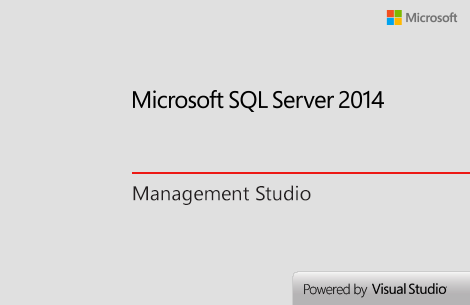 Microsoft
Microsoft SQL Server 2014
Management Studio
Powered by Visual Studio